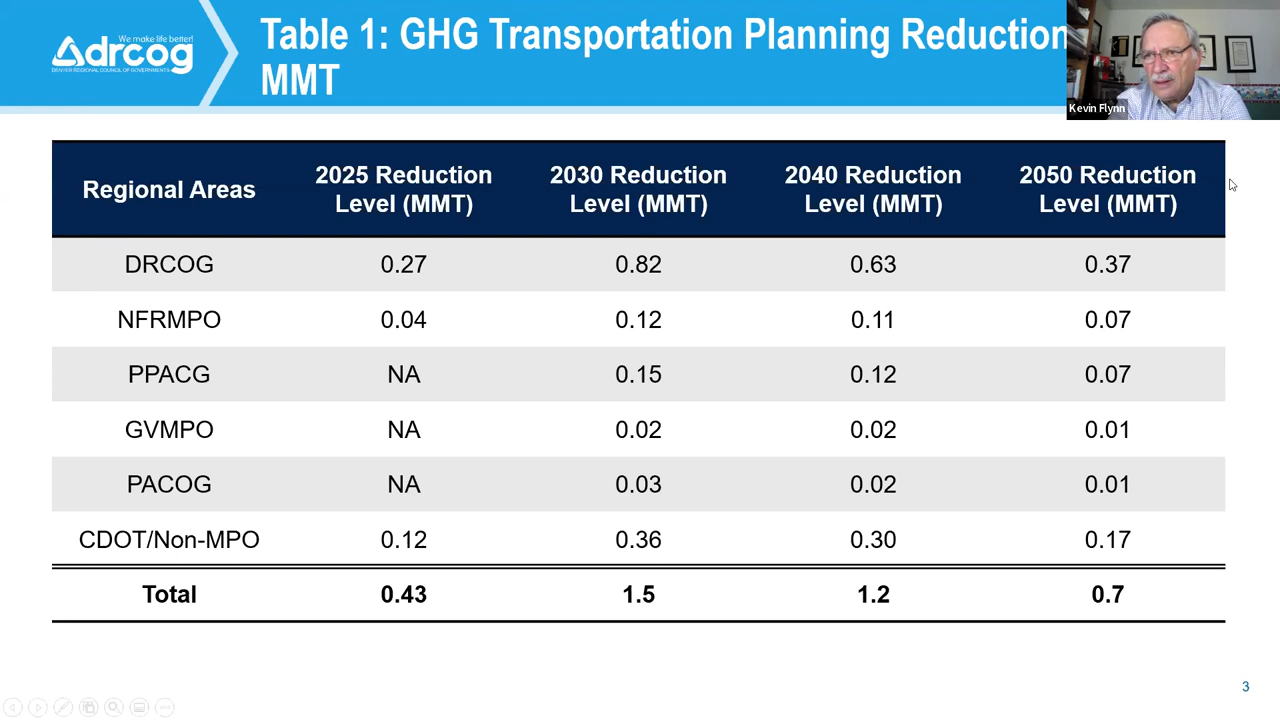 We make life better!
drcog
DENVER REGIONAL COUNCIL OF GOVERNMENTS
Table 1: GHG Transportation Planning Reduction
MMT
Kevin Flynn
Regional Areas
2025 Reduction Level (MMT)
2030 Reduction Level (MMT)
2040 Reduction Level (MMT)
2050 Reduction Level (MMT)
DRCOG 0.27 0.82 0.63 0.37
NFRMPO 0.04 0.12 0.11 0.07
PPACG NA 0.15 0.12 0.07
GVMPO NA 0.02 0.02 0.01
PACOG NA 0.03 0.02 0.01
CDOT/Non-MPO 0.12 0.36 0.30 0.17
Total 0.43 1.5 1.2 0.7
3